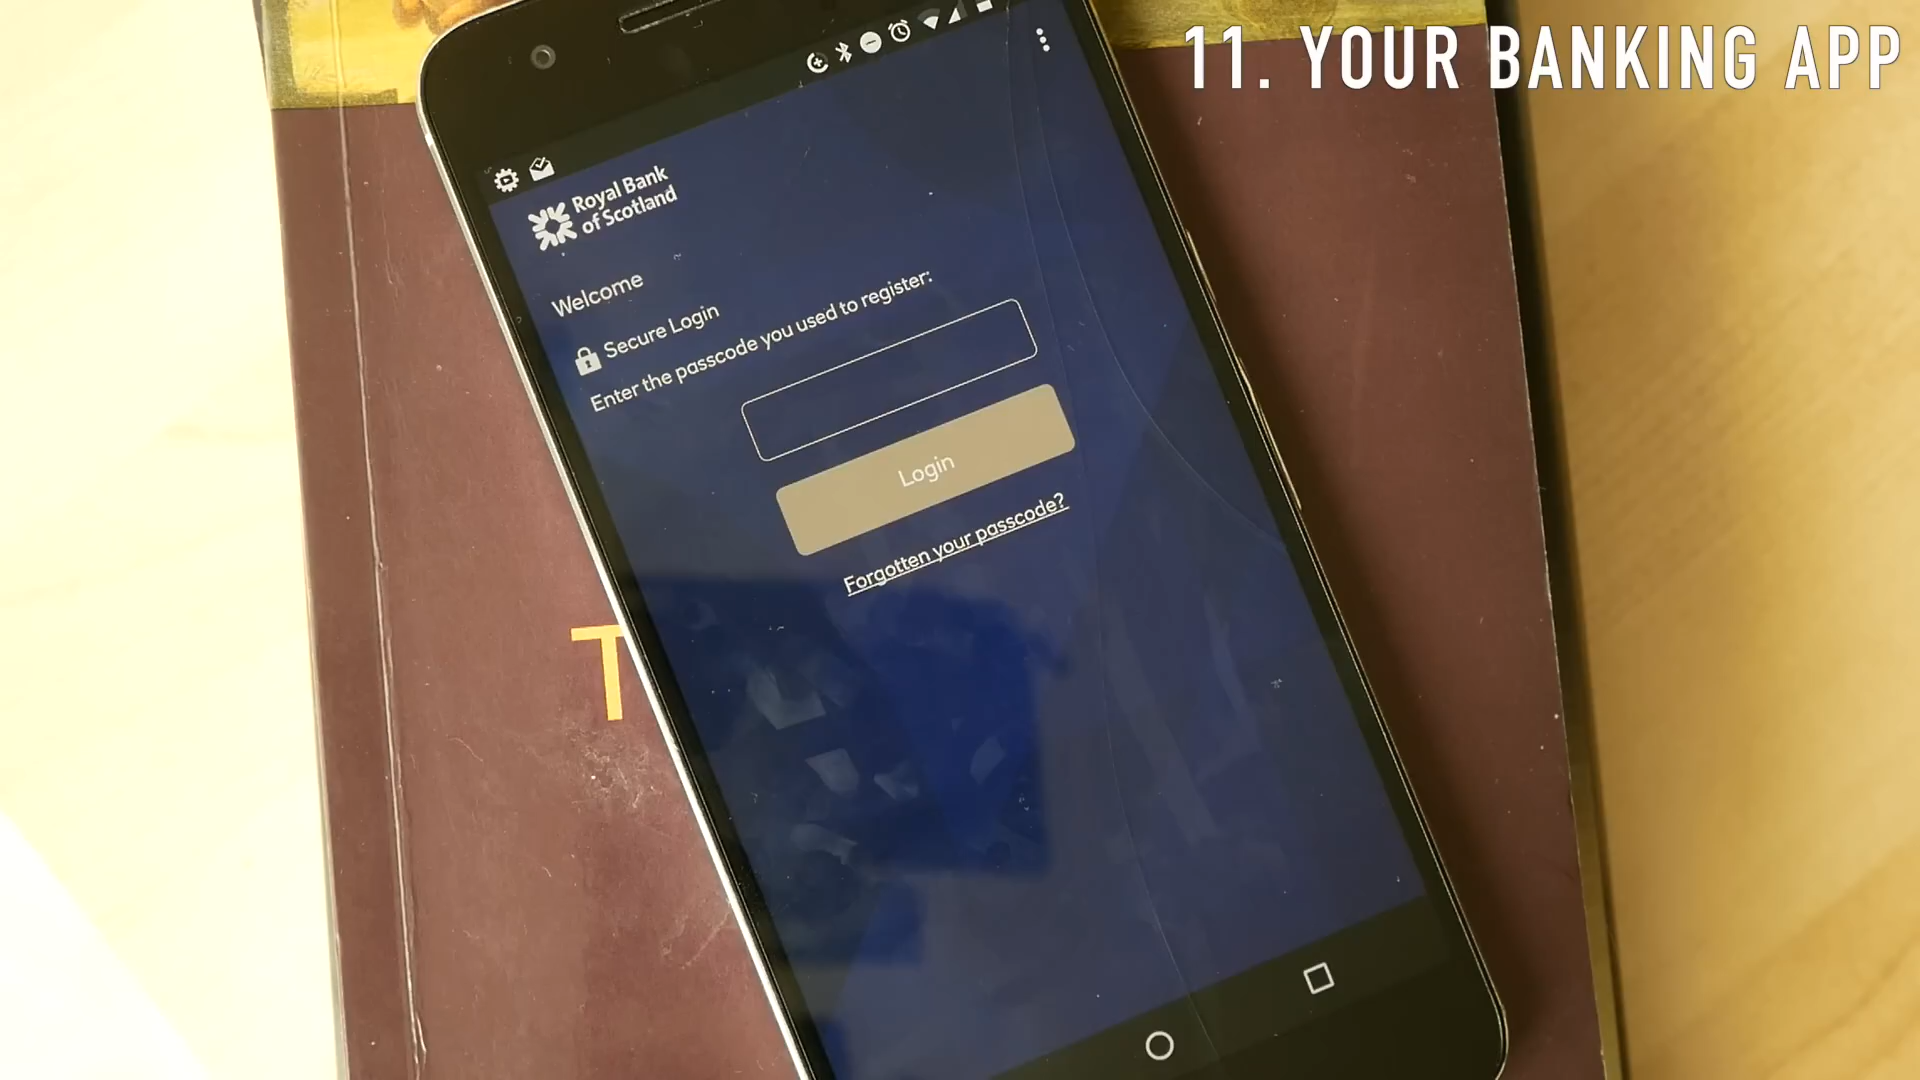 11. YOUR BANKING APP
Royal Bank
of Scotland
Welcome
Secure Login
Enter the passcode you used to register:
Login
Forgotten your passcode?
T